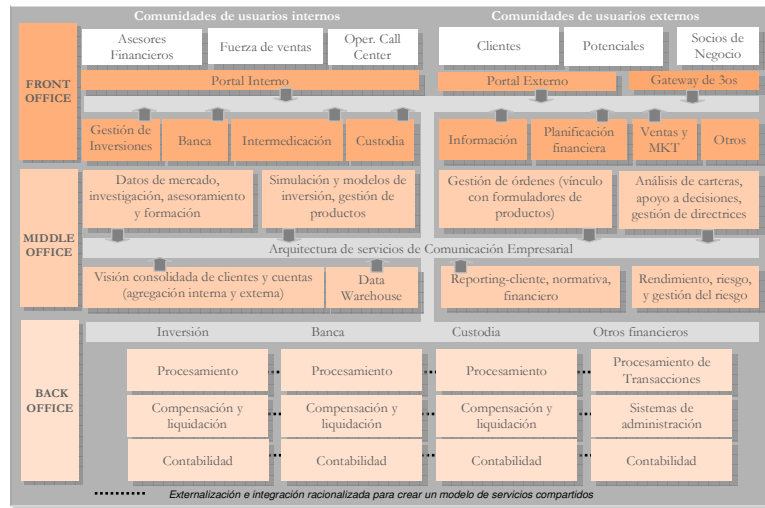 Comunidades de usuarios internos
Comunidades de usuarios externos
FRONT
OFFICE
Asesores
Financieros
Fuerza de ventas
Oper. Call
Center
Clientes
Potenciales
Socios de
Negocio
Portal Interno
Portal Externo
Gateway de 3os
Gestión de
Inversiones
Banca
Intermedicación
Custodia
Información
Planificación
financiera
Ventas y
MKT
Otros
MIDDLE
OFFICE
Datos de mercado,
investigación, asesoramiento
y formación
Simulación y modelos de
inversión, gestión de
productos
Gestión de órdenes (vínculo
con formuladores de
productos)
Análisis de carteras,
apoyo a decisiones,
gestión de directrices
Arquitectura de servicios de Comunicación Empresarial
Visión consolidada de clientes y cuentas
(agregación interna y externa)
Data
Warehouse
Reporting-cliente, normativa,
financiero
Rendimiento, riesgo,
y gestión del riesgo
BACK
OFFICE
Inversión
Banca
Custodia
Otros financieros
Procesamiento
Procesamiento
Procesamiento
Procesamiento de
Transacciones
Compensación y
liquidación
Compensación y
liquidación
Compensación y
liquidación
Sistemas de
administración
Contabilidad
Contabilidad
Contabilidad
Contabilidad
Externalización e integración racionalizada para crear un modelo de servicios compartidos